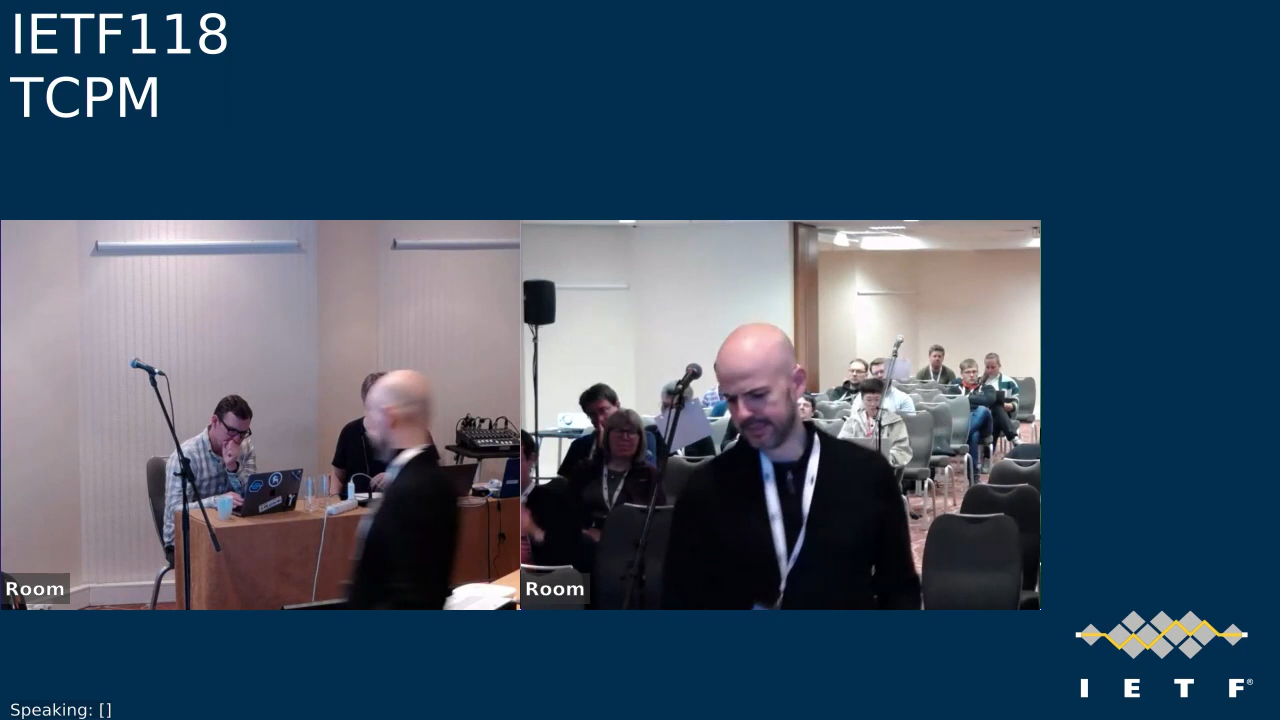 IETF118
TCPM
Room
Room
I E T F®
Speaking: []